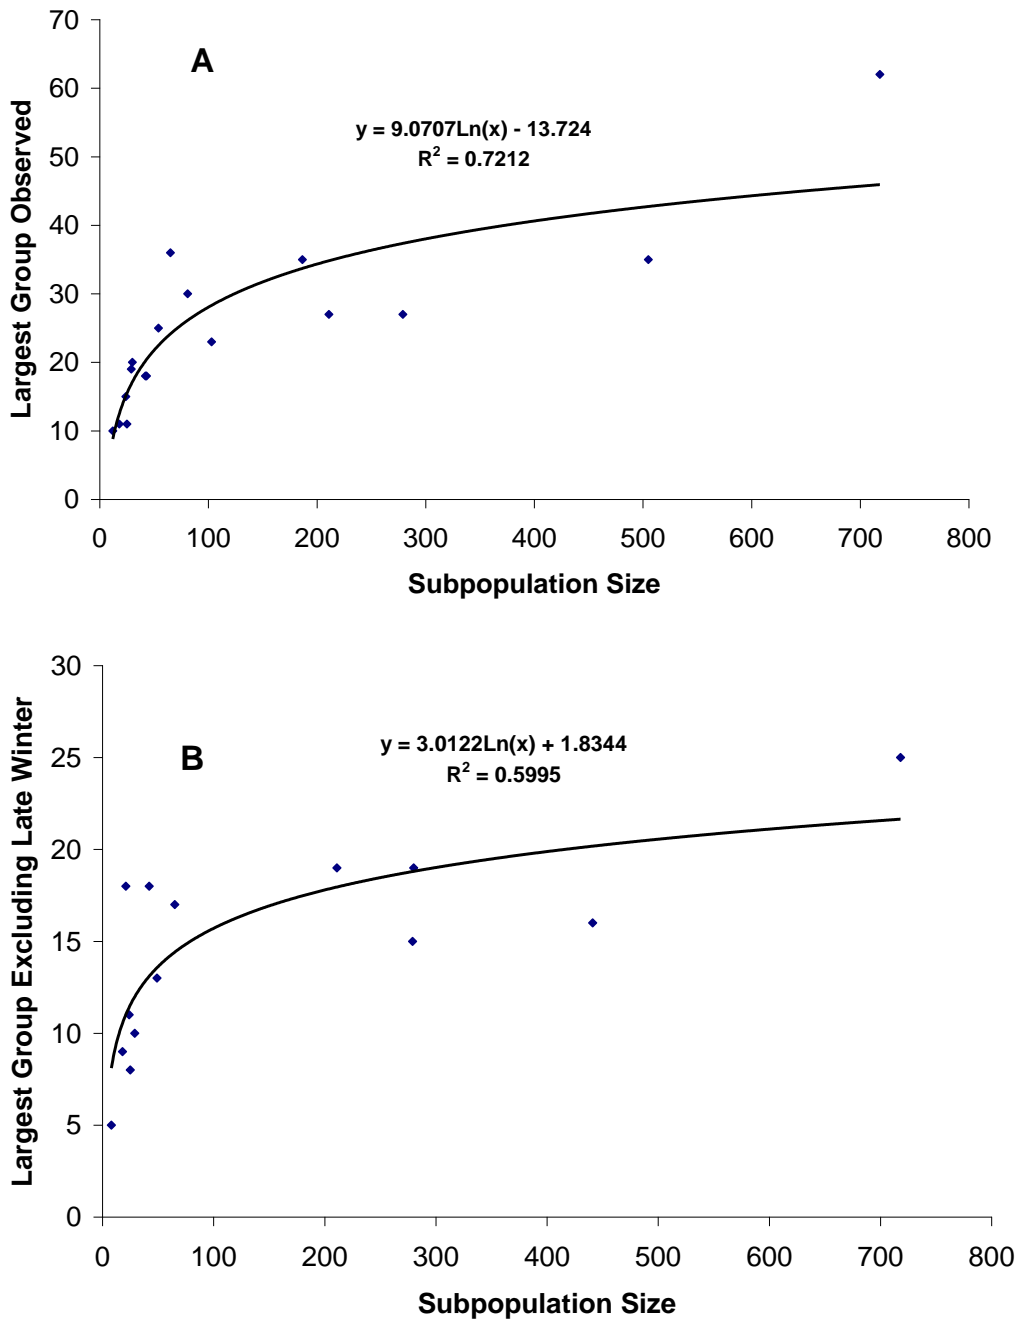 70
A
60
y = 9.0707Ln(x) - 13.724
R² = 0.7212
50
40
30
20
10
0
Largest Group Observed
0 100 200 300 400 500 600 700 800
Subpopulation Size
30
B
y = 3.0122Ln(x) + 1.8344
R² = 0.5995
25
20
15
10
5
0
Largest Group Excluding Late Winter
0 100 200 300 400 500 600 700 800
Subpopulation Size